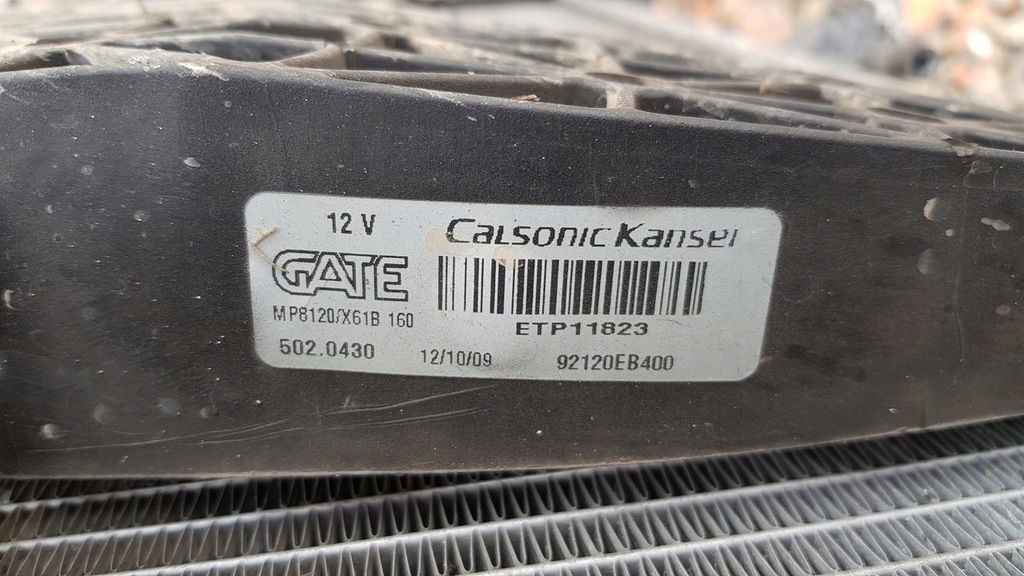 12 V
CALSONIC KANSEI
GATE
MP8120/X61B 160
ETP11823
502.0430 12/10/09 92120EB400